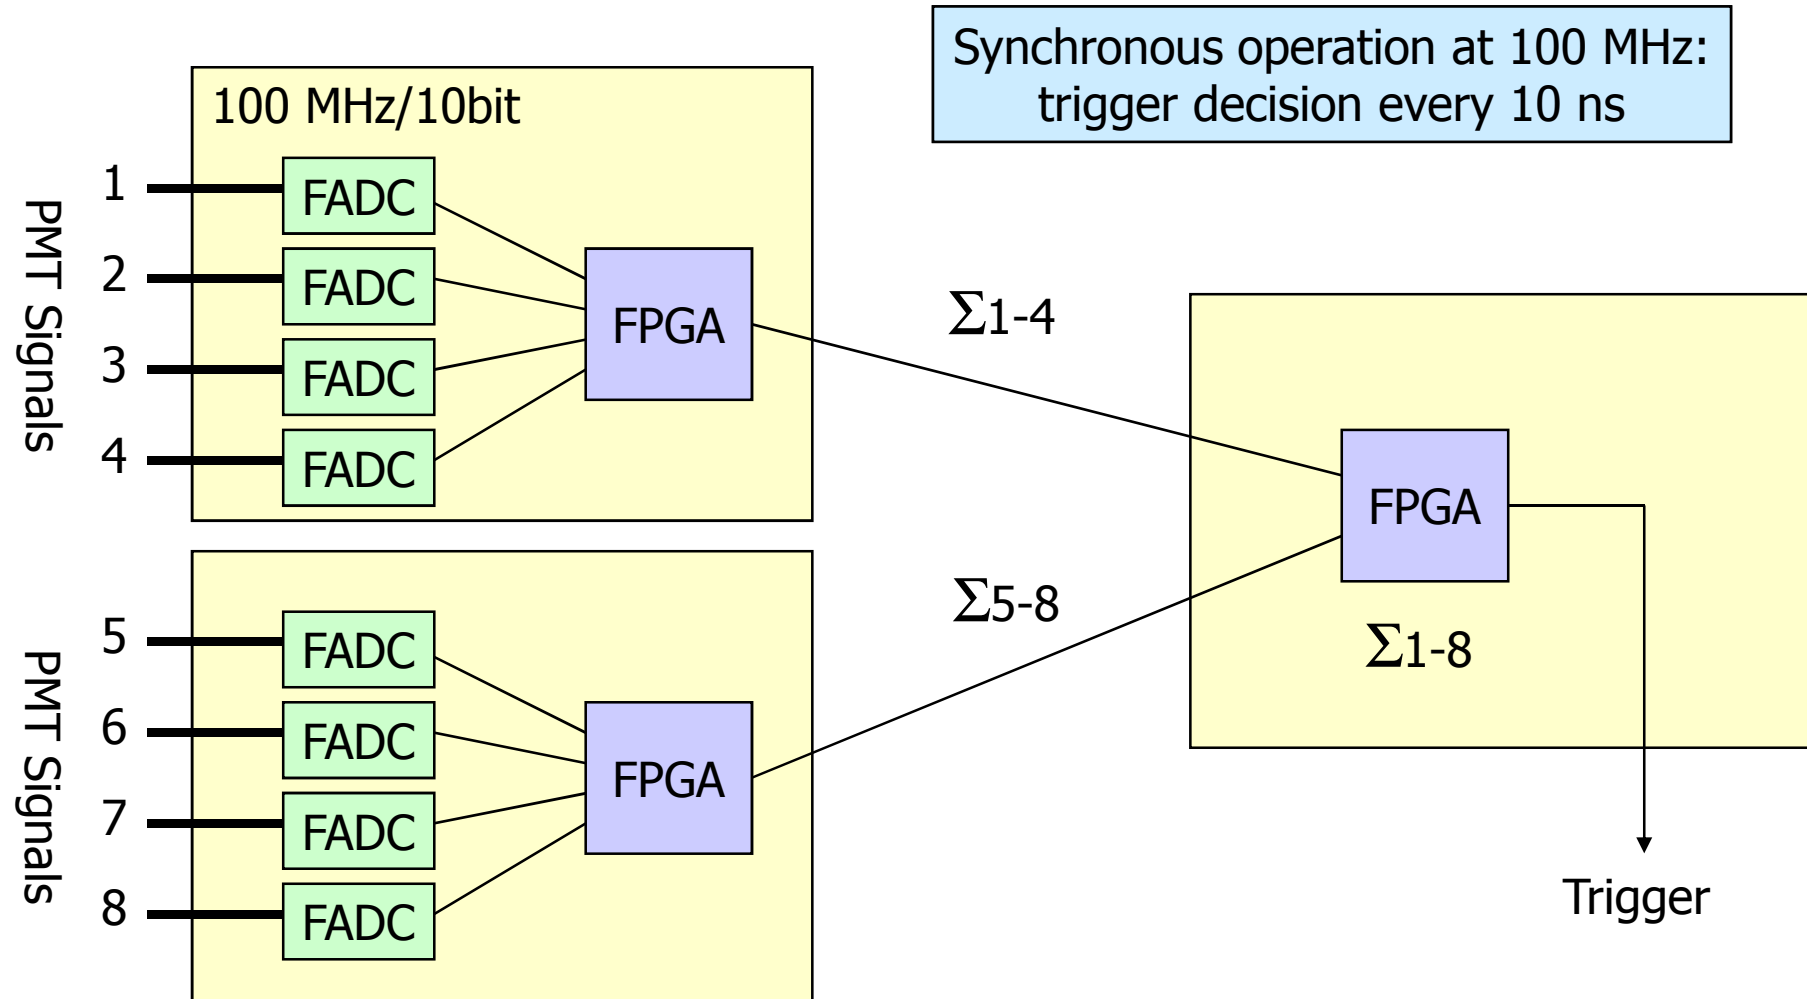 Synchronous operation at 100 MHz:
trigger decision every 10 ns
100 MHz/10bit
PMT Signals
1
FADC
2
FADC
3
FADC
4
FADC
FPGA
Σ1-4
PMT Signals
5
FADC
6
FADC
7
FADC
8
FADC
FPGA
Σ5-8
FPGA
Σ1-8
Trigger